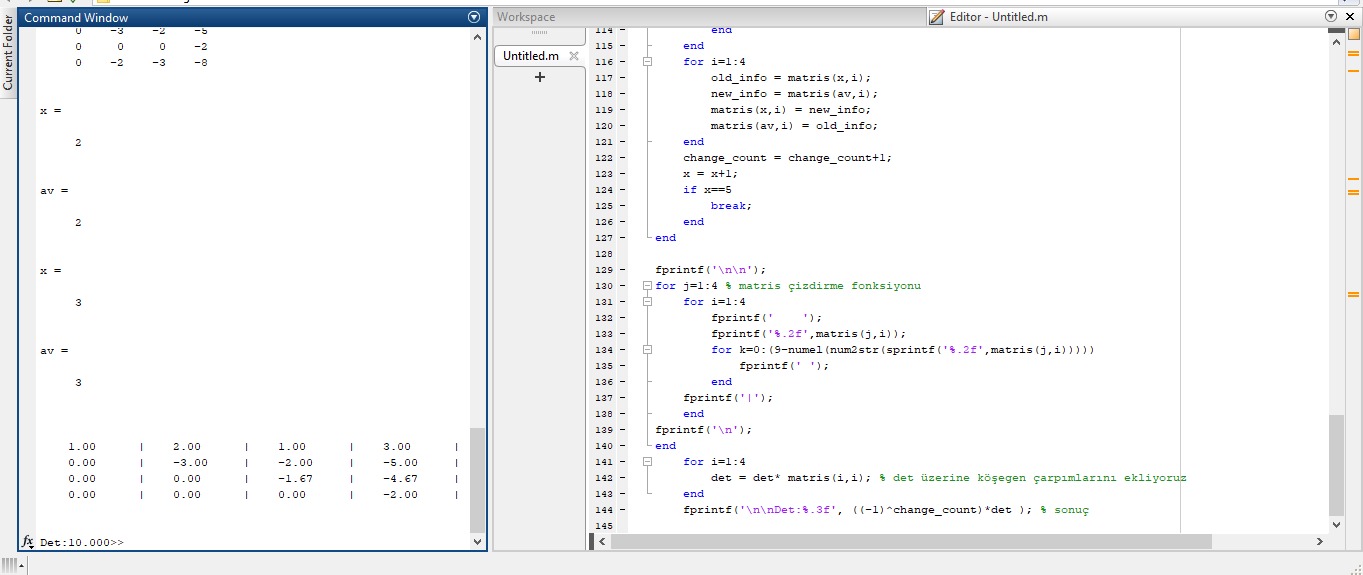 Current Folder
Command Window
0 -3 -2 -5
0 0 0 -2
0 -2 -3 -8
x =
2
av =
2
x =
3
av =
3
1.00 | 2.00 | 1.00 | 3.00 |
0.00 | -3.00 | -2.00 | -5.00 |
0.00 | 0.00 | -1.67 | -4.67 |
0.00 | 0.00 | 0.00 | -2.00 |
fx Det:10.000>>
Workspace
Untitled.m
+
Editor - Untitled.m
114 - end
115 - end
116 - for i=1:4
117 - old_info = matris(x,i);
118 - new_info = matris(av,i);
119 - matris(x,i) = new_info;
120 - matris(av,i) = old_info;
121 - end
122 - change_count = change_count+1;
123 - x = x+1;
124 - if x==5
125 - break;
126 - end
127 - end
128
129 - fprintf('\n\n');
130 - for j=1:4 % matris çizdirme fonksiyonu
131 - for i=1:4
132 - fprintf('    ');
133 - fprintf('%.2f',matris(j,i));
134 - for k=0:(9-numel(num2str(sprintf('%.2f',matris(j,i)))))
135 - fprintf(' ');
136 - end
137 - fprintf('|');
138 - end
139 - fprintf('\n');
140 - end
141 - for i=1:4
142 - det = det* matris(i,i); % det üzerine köşegen çarpımlarını ekliyoruz
143 - end
144 - fprintf('\n\nDet:%.3f', ((-1)^change_count)*det ); % sonuç
145